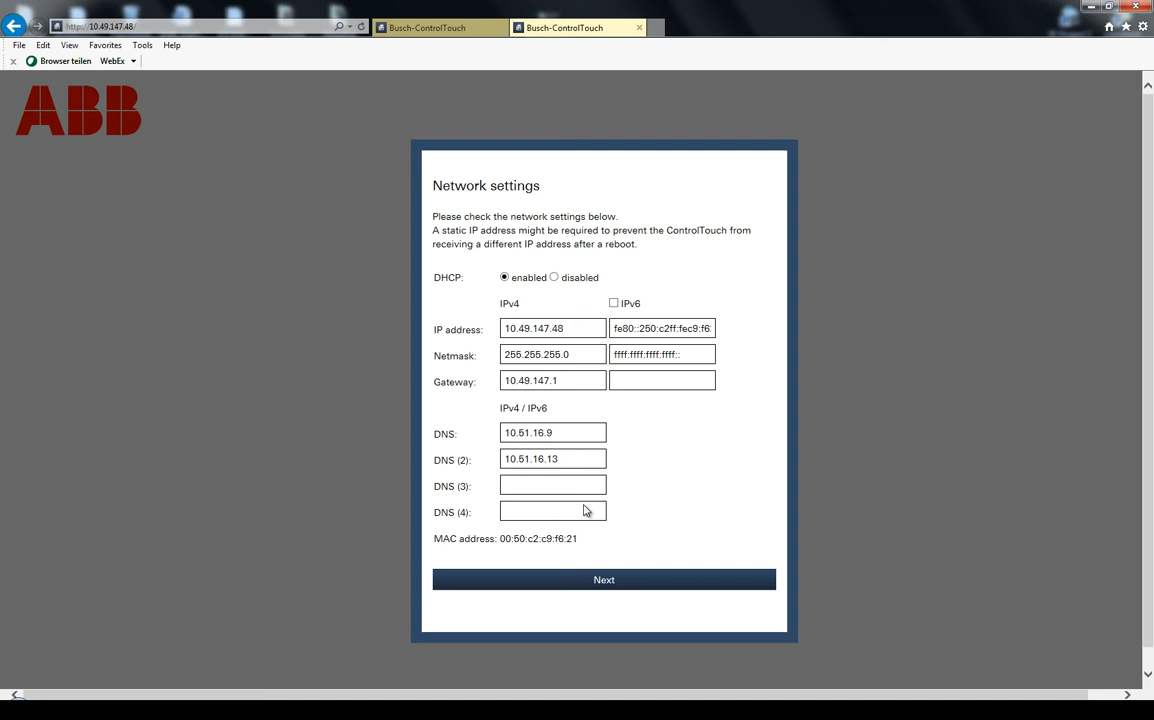 http://10.49.147.48/
Busch-ControlTouch
Busch-ControlTouch
File Edit View Favorites Tools Help
x Browser teilen WebEx
ABB
Network settings
Please check the network settings below.
A static IP address might be required to prevent the ControlTouch from
receiving a different IP address after a reboot.
DHCP: enabled disabled
IPv4 IPv6
IP address: 10.49.147.48 fe80::250:c2ff:fec9:f6
Netmask: 255.255.255.0 ffff:ffff:ffff:ffff::
Gateway: 10.49.147.1
IPv4 / IPv6
DNS: 10.51.16.9
DNS (2): 10.51.16.13
DNS (3):
DNS (4):
MAC address: 00:50:c2:c9:f6:21
Next